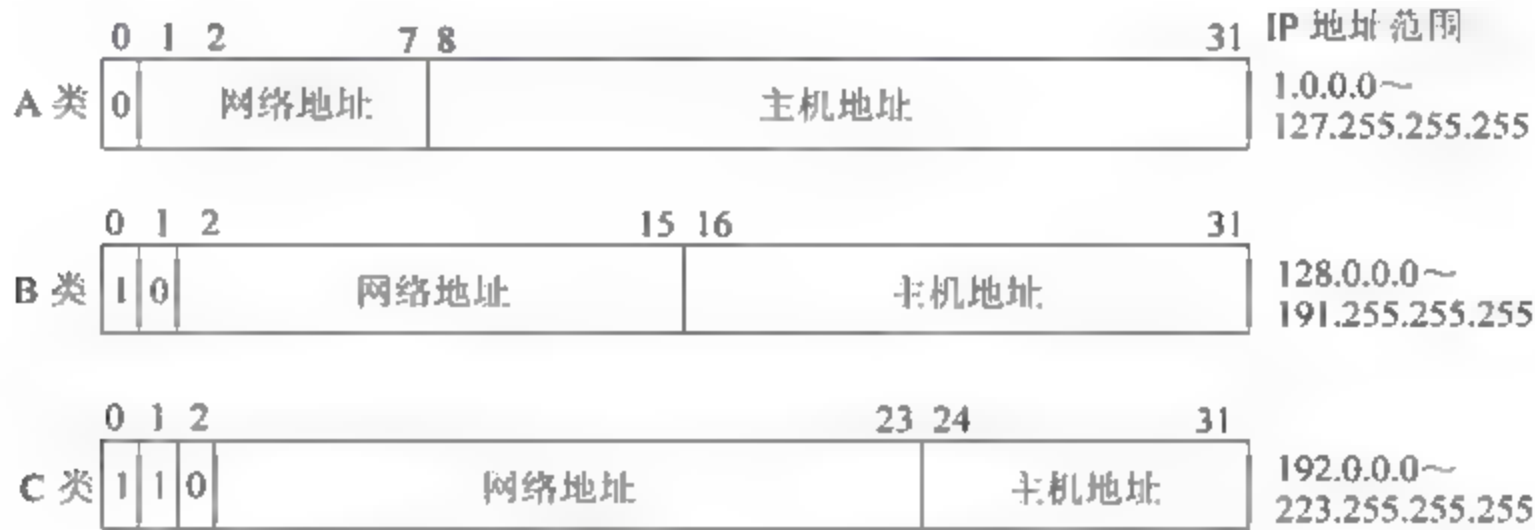 0 1 2 7 8 31 IP 地址范围
A 类 0 网络地址 主机地址 1.0.0.0～
127.255.255.255
0 1 2 15 16 31
B 类 1 0 网络地址 主机地址 128.0.0.0～
191.255.255.255
0 1 2 23 24 31
C 类 1 1 0 网络地址 主机地址 192.0.0.0～
223.255.255.255